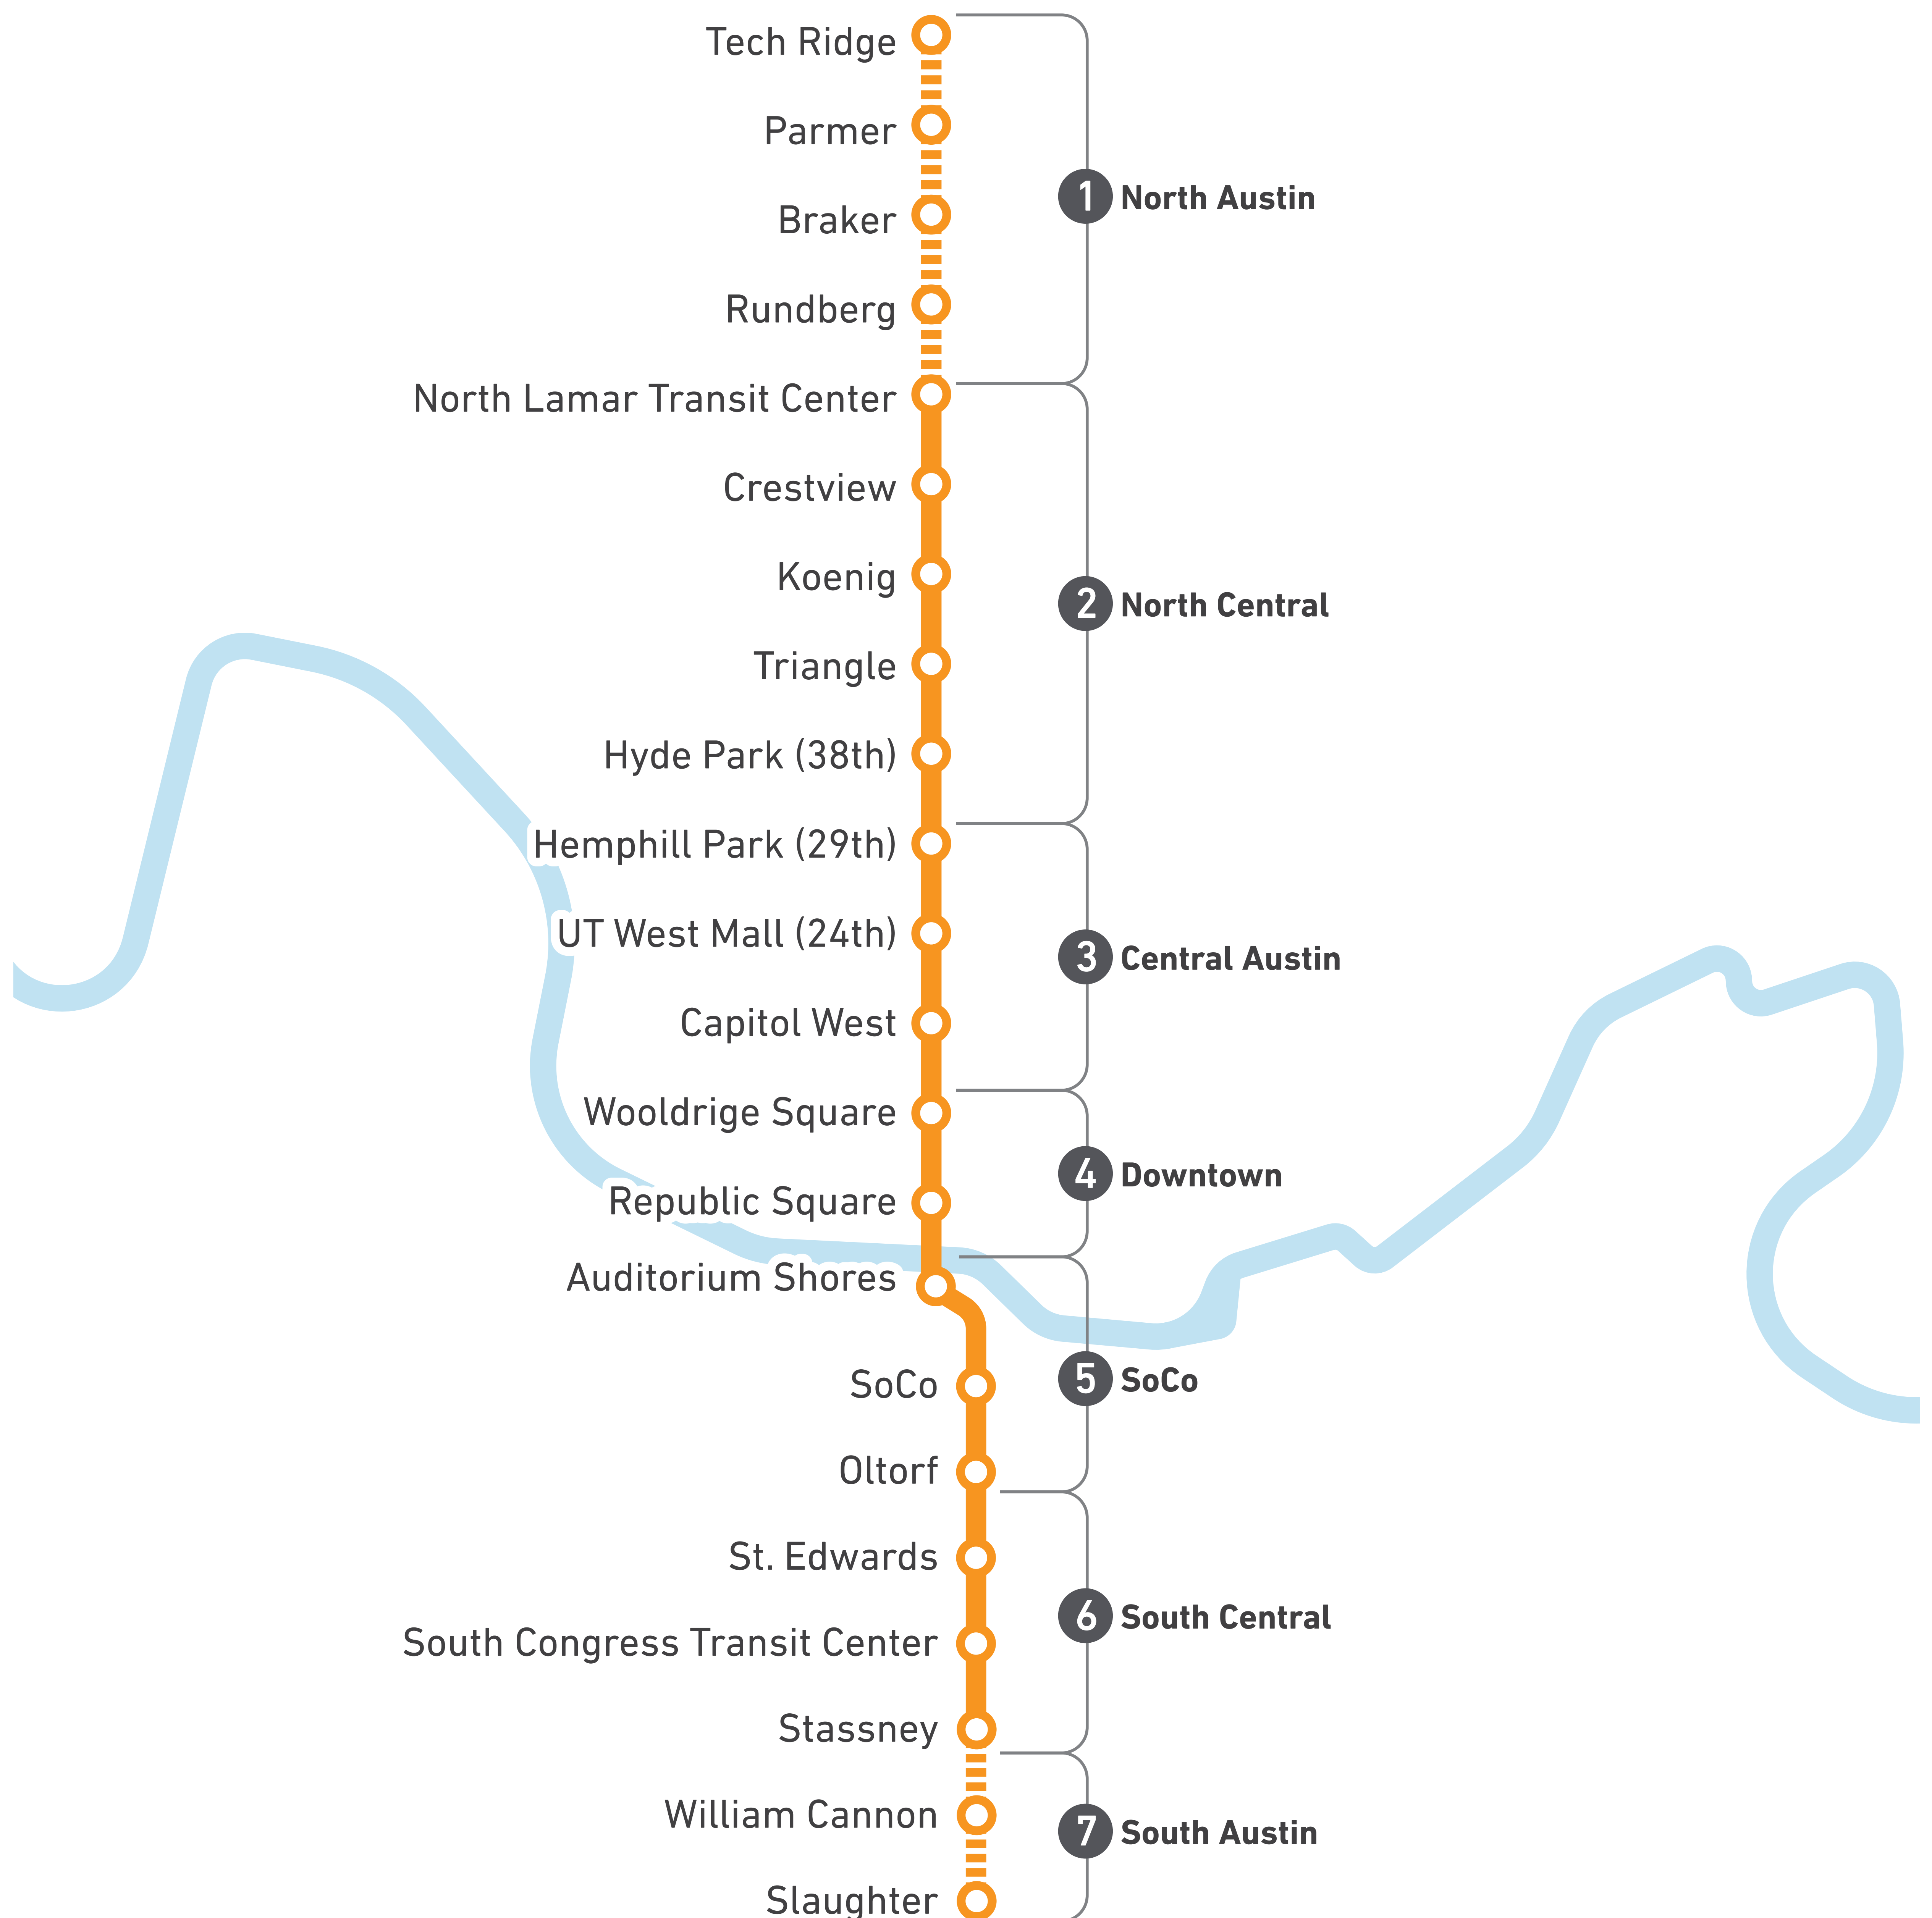 Tech Ridge
Parmer
1 North Austin
Braker
Rundberg
North Lamar Transit Center
Crestview
Koenig
2 North Central
Triangle
Hyde Park (38th)
Hemphill Park (29th)
UT West Mall (24th)
3 Central Austin
Capitol West
Wooldrige Square
4 Downtown
Republic Square
Auditorium Shores
SoCo
5 SoCo
Oltorf
St. Edwards
6 South Central
South Congress Transit Center
Stassney
William Cannon
7 South Austin
Slaughter